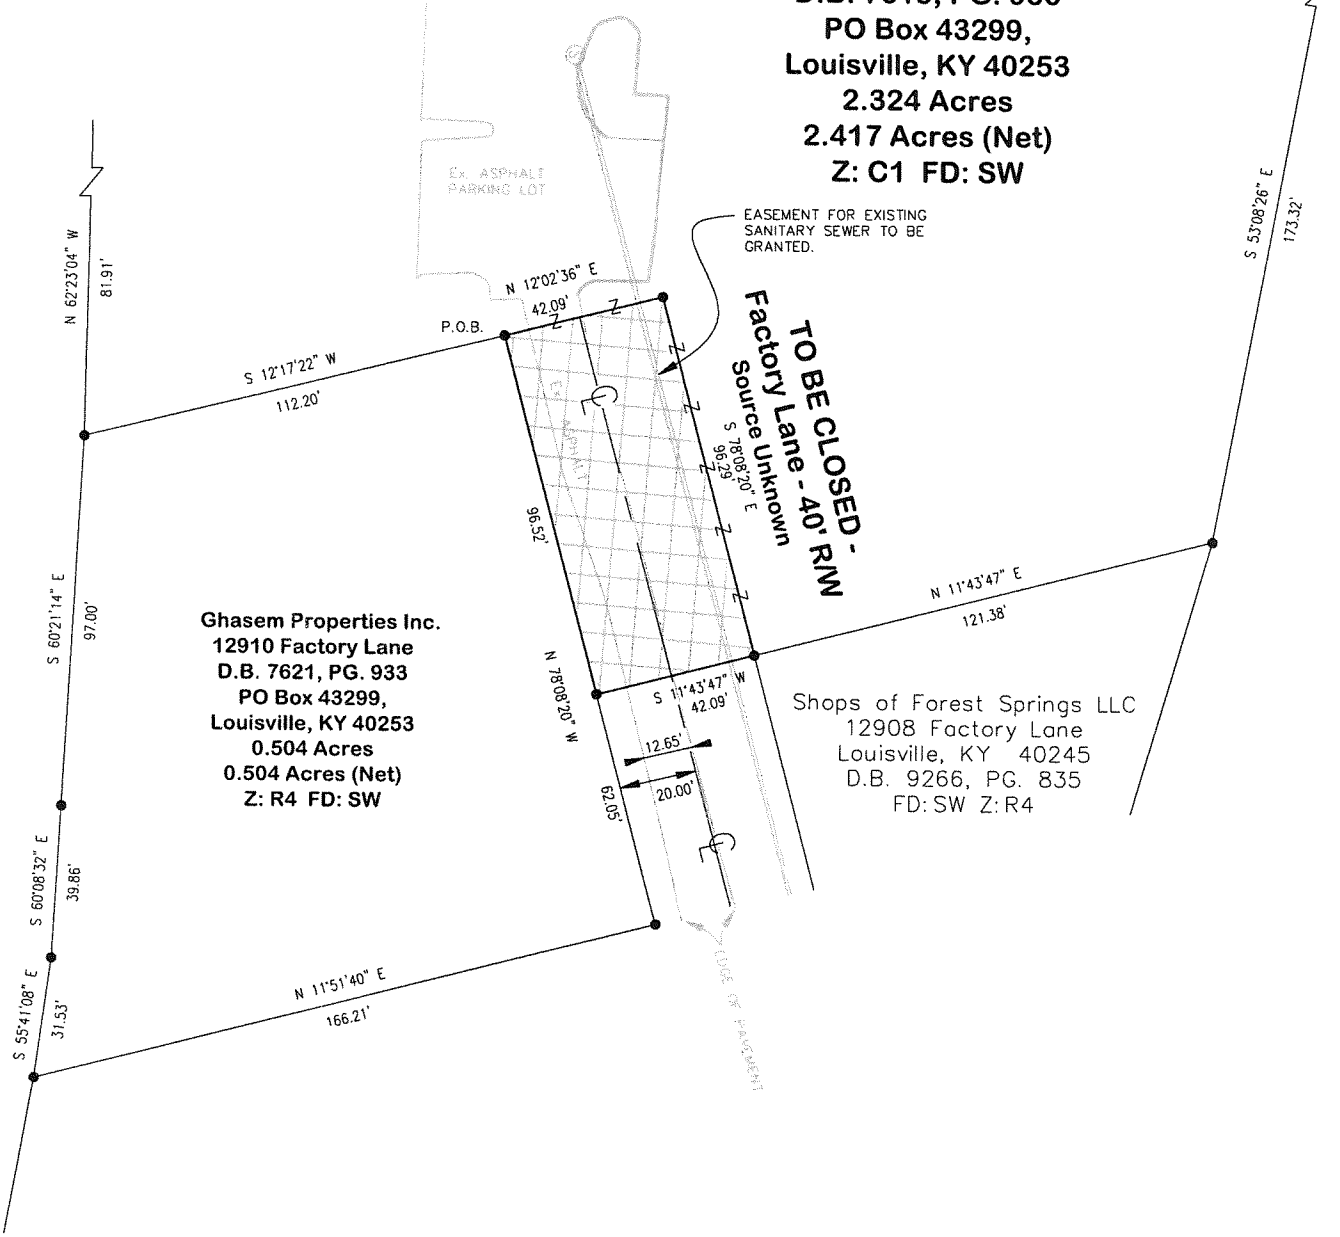 PO Box 43299,
Louisville, KY 40253
2.324 Acres
2.417 Acres (Net)
Z: C1 FD: SW
Ex. ASPHALT
PARKING LOT
EASEMENT FOR EXISTING
SANITARY SEWER TO BE
GRANTED.
S 53°08'26" E
173.32'
N 62°23'04" W
81.91'
N 12°02'36" E
42.09'
P.O.B.
Z
Z
S 12°17'22" W
112.20'
TO BE CLOSED -
Factory Lane - 40' R/W
Source Unknown
S 78°08'20" E
96.29'
Z
Z
Z
Z
Z
CL
Ex. ASPHALT
96.52'
N 11°43'47" E
121.38'
S 60°21'14" E
97.00'
Ghasem Properties Inc.
12910 Factory Lane
D.B. 7621, PG. 933
PO Box 43299,
Louisville, KY 40253
0.504 Acres
0.504 Acres (Net)
Z: R4 FD: SW
N 78°08'20" W
62.05'
S 11°43'47" W
42.09'
12.65'
20.00'
CL
Shops of Forest Springs LLC
12908 Factory Lane
Louisville, KY 40245
D.B. 9266, PG. 835
FD: SW Z: R4
S 60°08'32" E
39.86'
S 55°41'08" E
31.53'
N 11°51'40" E
166.21'
EDGE OF PAVEMENT